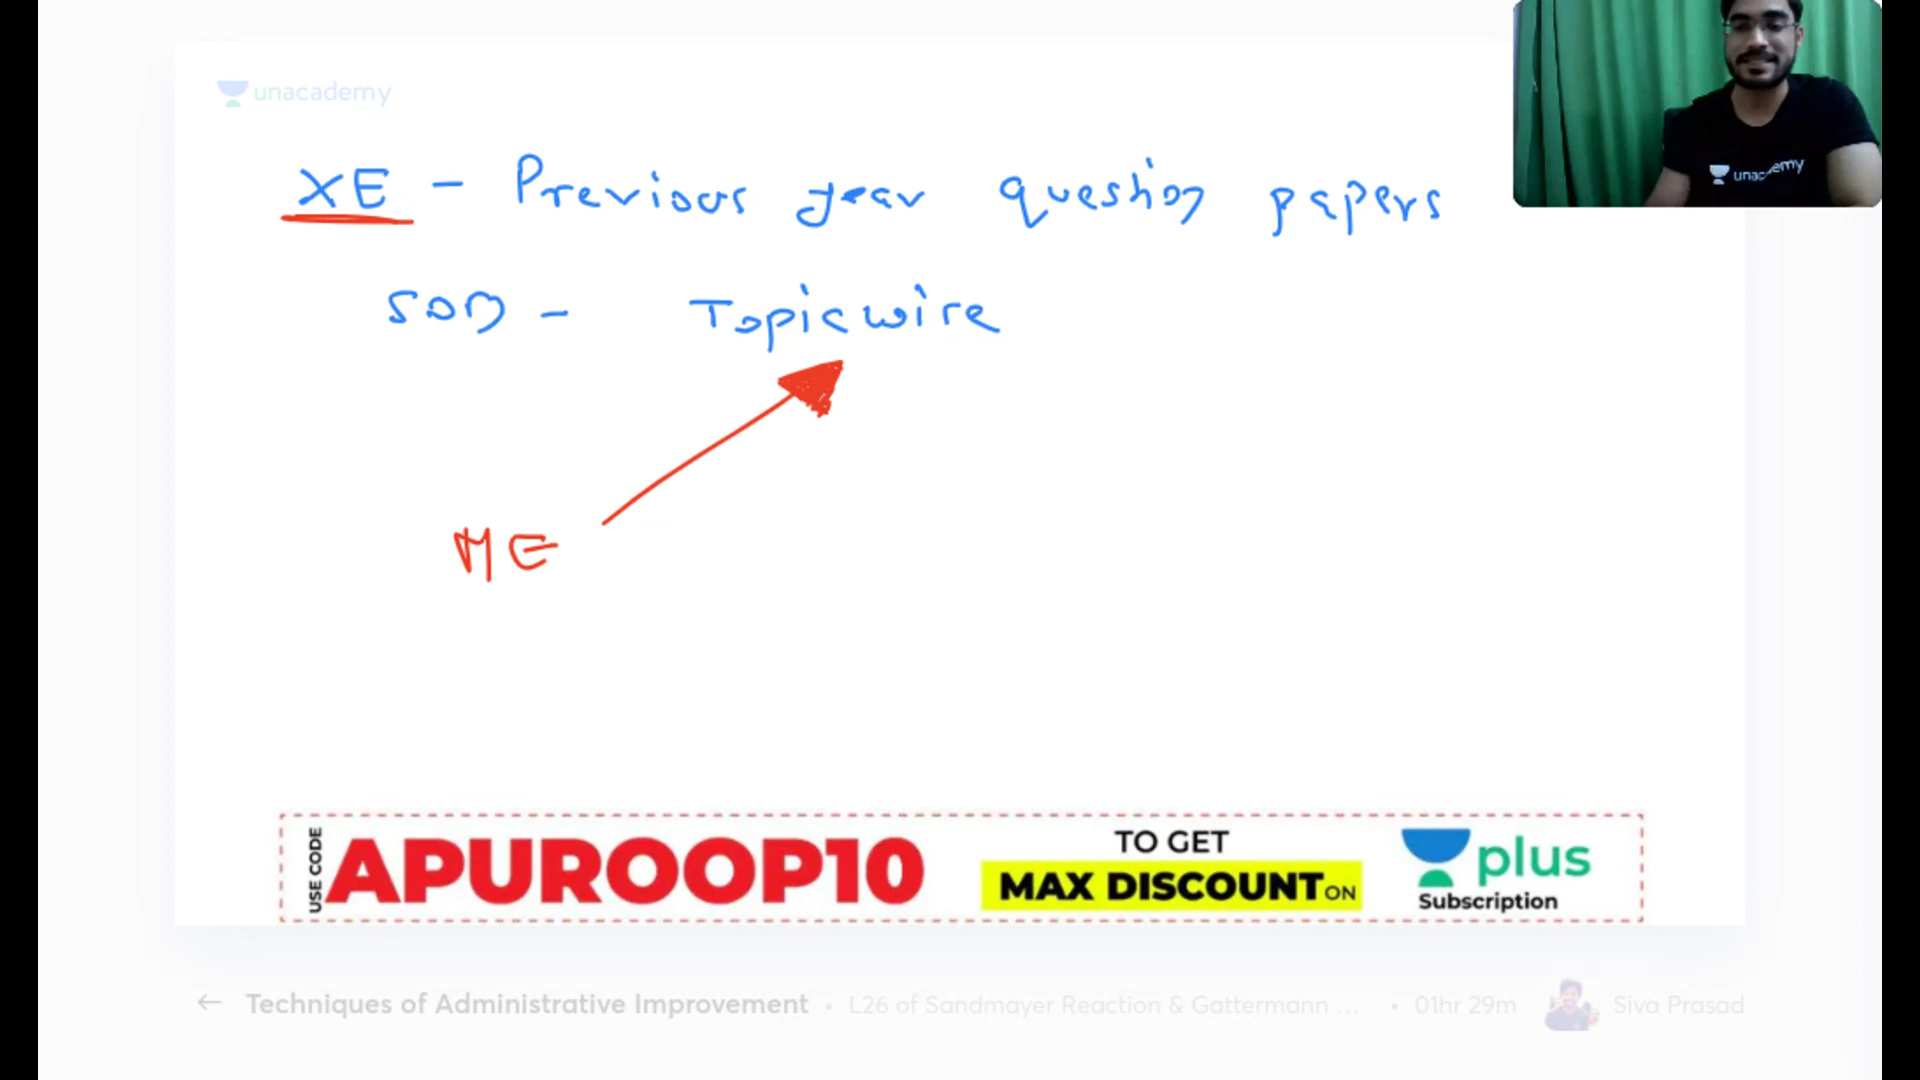 unacademy
unacademy
XE - Previous year question papers
SOM - Topicwise
ME
USE CODE
APUROOP10
TO GET
MAX DISCOUNT ON
plus
Subscription
← Techniques of Administrative Improvement • L26 of Sandmayer Reaction & Gattermann ... • 01hr 29m Siva Prasad